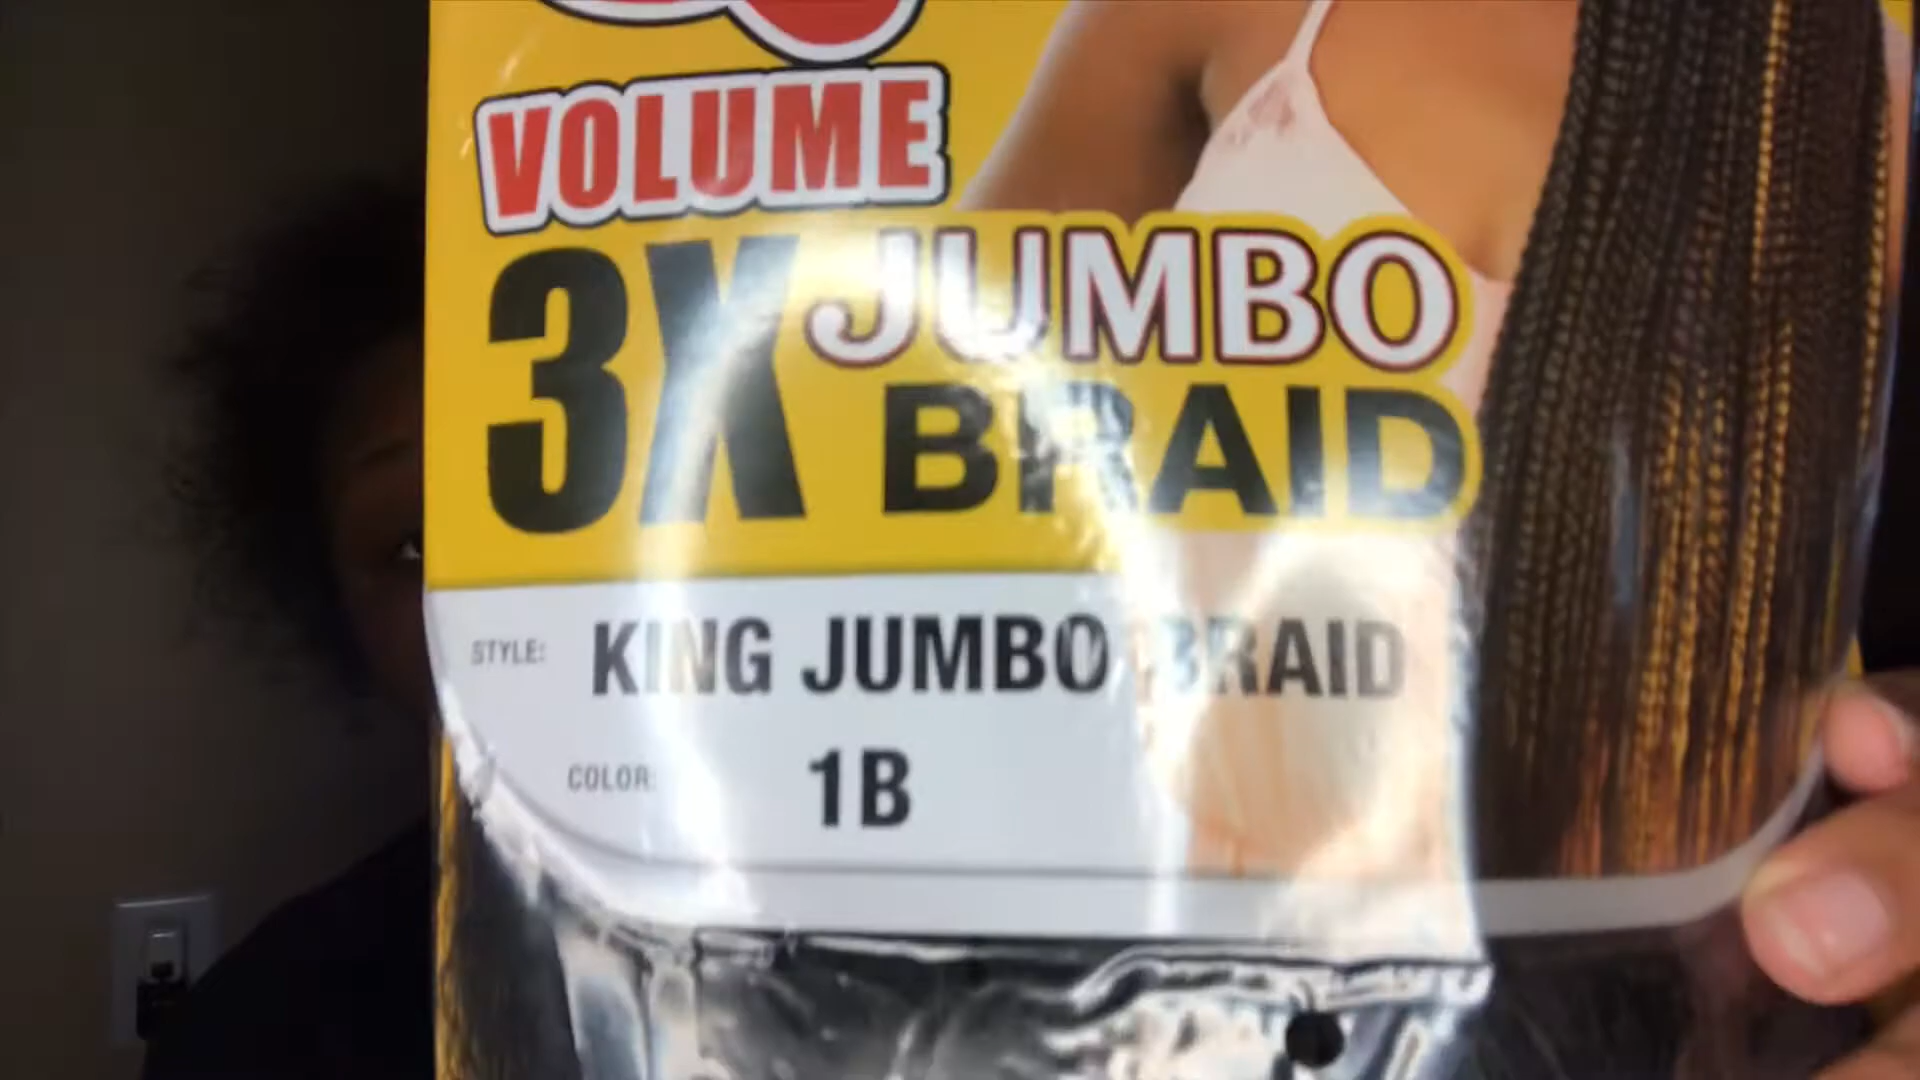 VOLUME
3X JUMBO
BRAID
STYLE: KING JUMBO BRAID
COLOR: 1B